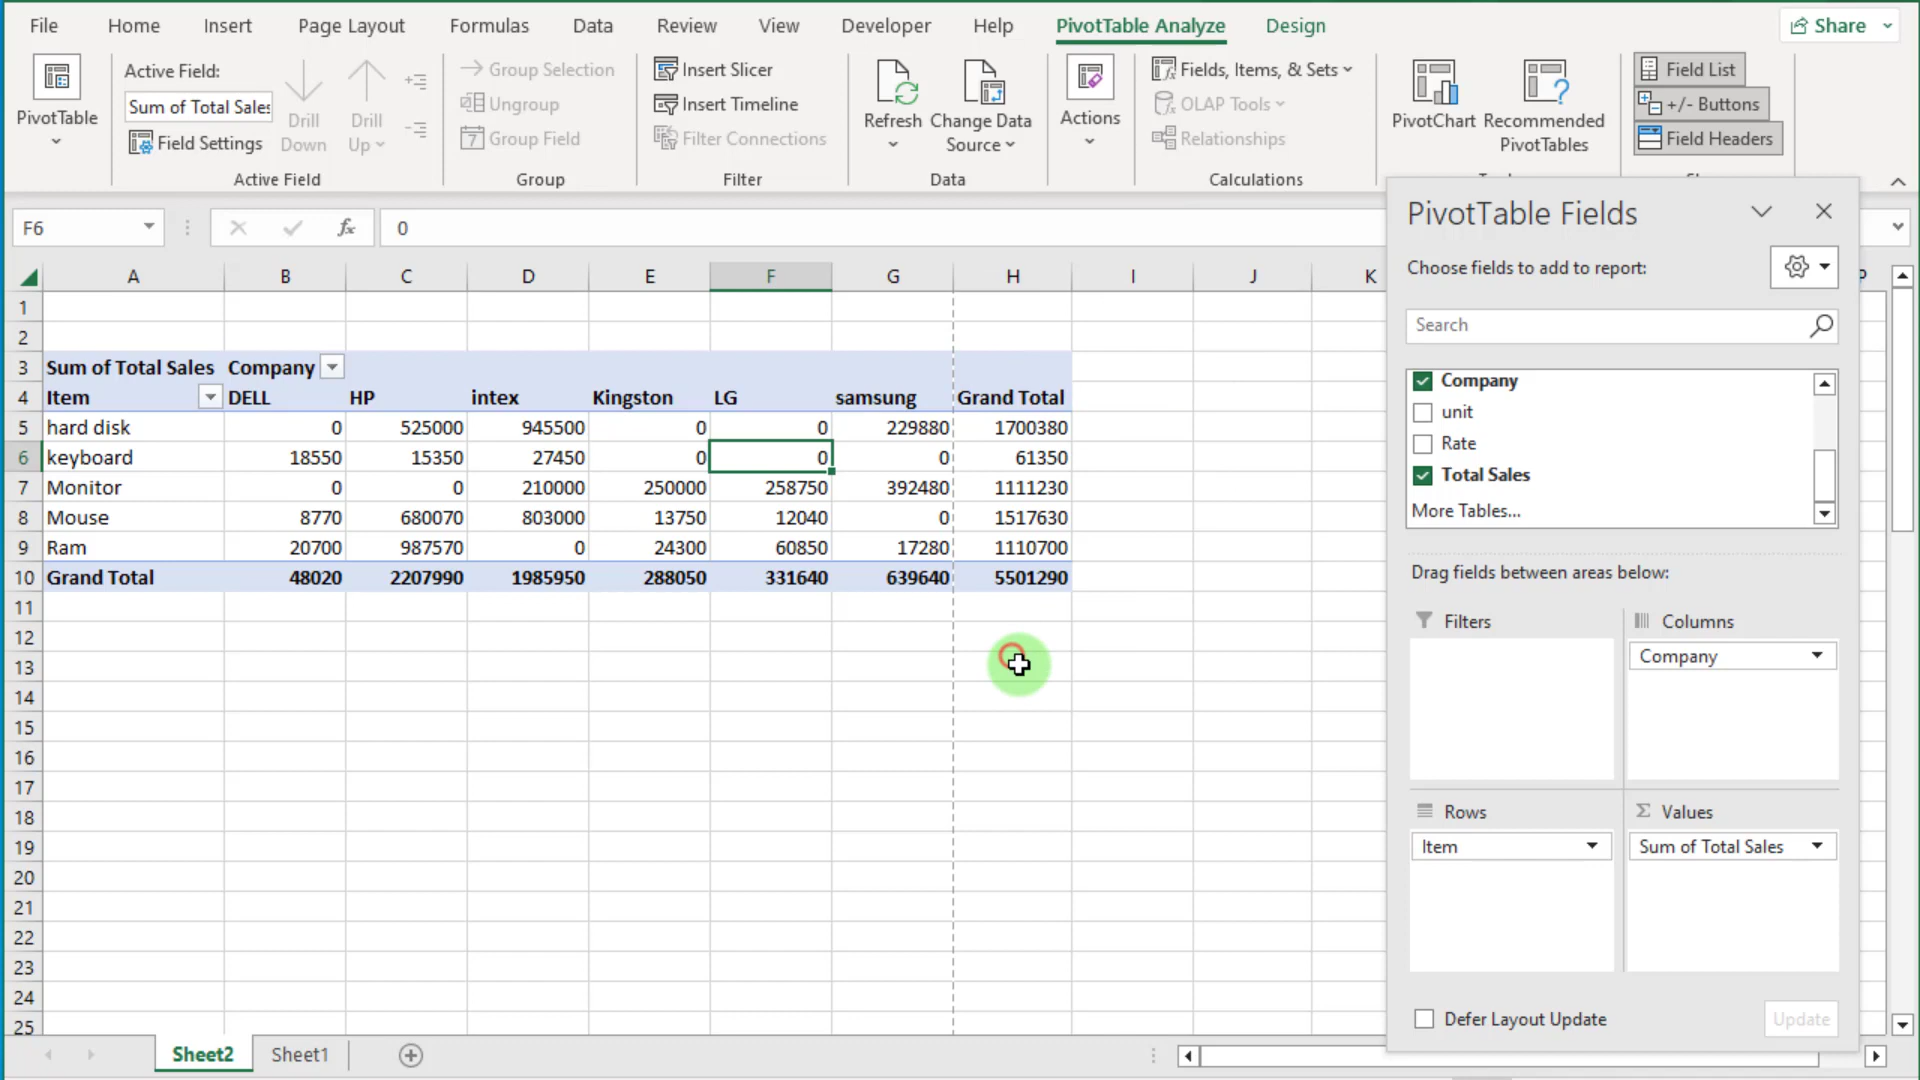 File Home Insert Page Layout Formulas Data Review View Developer Help PivotTable Analyze Design Share
PivotTable
Active Field:
Sum of Total Sales
Field Settings
Drill Down
Drill Up
Active Field
Group Selection
Ungroup
Group Field
Group
Insert Slicer
Insert Timeline
Filter Connections
Filter
Refresh
Change Data Source
Data
Actions
Fields, Items, & Sets
OLAP Tools
Relationships
Calculations
PivotChart
Recommended PivotTables
Field List
+/- Buttons
Field Headers
F6 fx 0
A B C D E F G H I J K P
1
2
3 Sum of Total Sales Company
4 Item DELL HP intex Kingston LG samsung Grand Total
5 hard disk 0 525000 945500 0 0 229880 1700380
6 keyboard 18550 15350 27450 0 0 0 61350
7 Monitor 0 0 210000 250000 258750 392480 1111230
8 Mouse 8770 680070 803000 13750 12040 0 1517630
9 Ram 20700 987570 0 24300 60850 17280 1110700
10 Grand Total 48020 2207990 1985950 288050 331640 639640 5501290
11
12
13
14
15
16
17
18
19
20
21
22
23
24
25
Sheet2 Sheet1
PivotTable Fields
Choose fields to add to report:
Search
Company
unit
Rate
Total Sales
More Tables...
Drag fields between areas below:
Filters
Columns
Company
Rows
Item
Values
Sum of Total Sales
Defer Layout Update
Update